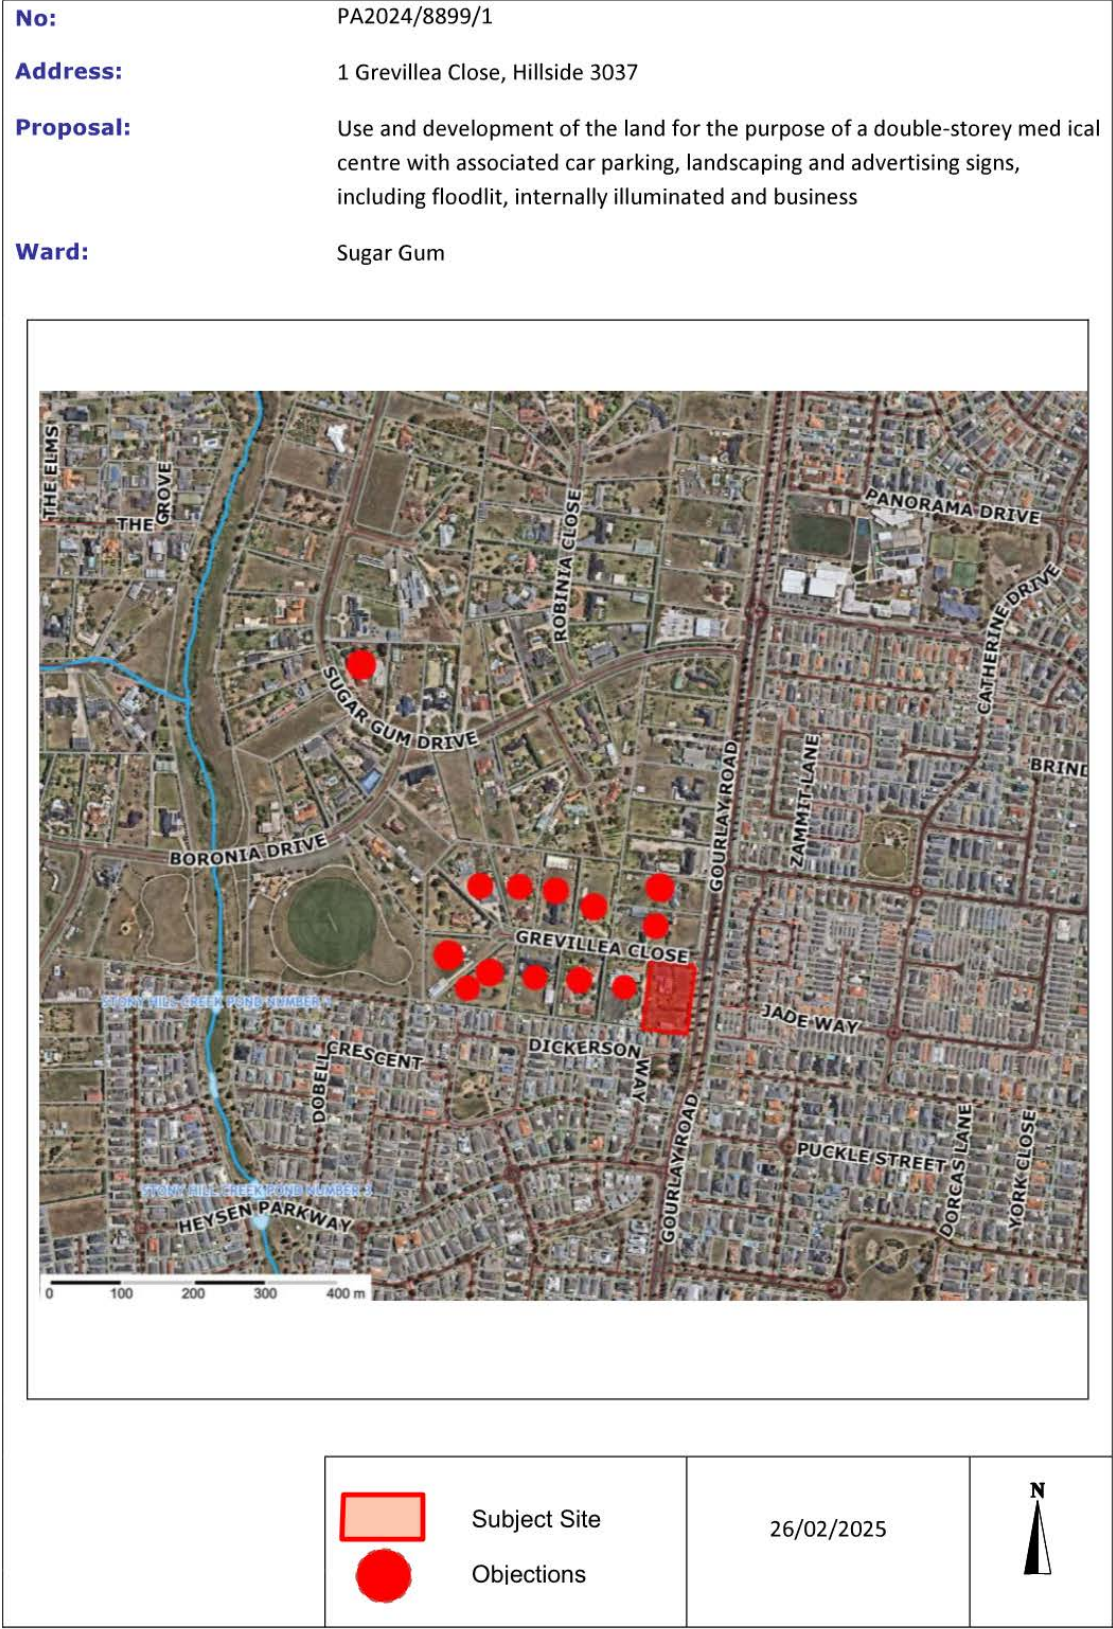 No: PA2024/8899/1
Address: 1 Grevillea Close, Hillside 3037
Proposal: Use and development of the land for the purpose of a double-storey med ical
centre with associated car parking, landscaping and advertising signs,
including floodlit, internally illuminated and business
Ward: Sugar Gum
THE ELMS
THE GROVE
ROBINIA CLOSE
PANORAMA DRIVE
CATHERINE DRIVE
SUGAR GUM DRIVE
GOURLAY ROAD
ZAMMIT LANE
BRIND
BORONIA DRIVE
GREVILLEA CLOSE
STONY HILL CREEK POND NUMBER
JADE WAY
DICKERSON WAY
DOBELL CRESCENT
GOURLAY ROAD
PUCKLE STREET
DORCAS LANE
YORK CLOSE
STONY HILL CREEK POND NUMBER 3
HEYSEN PARKWAY
0 100 200 300 400 m
Subject Site
Objections
26/02/2025
N